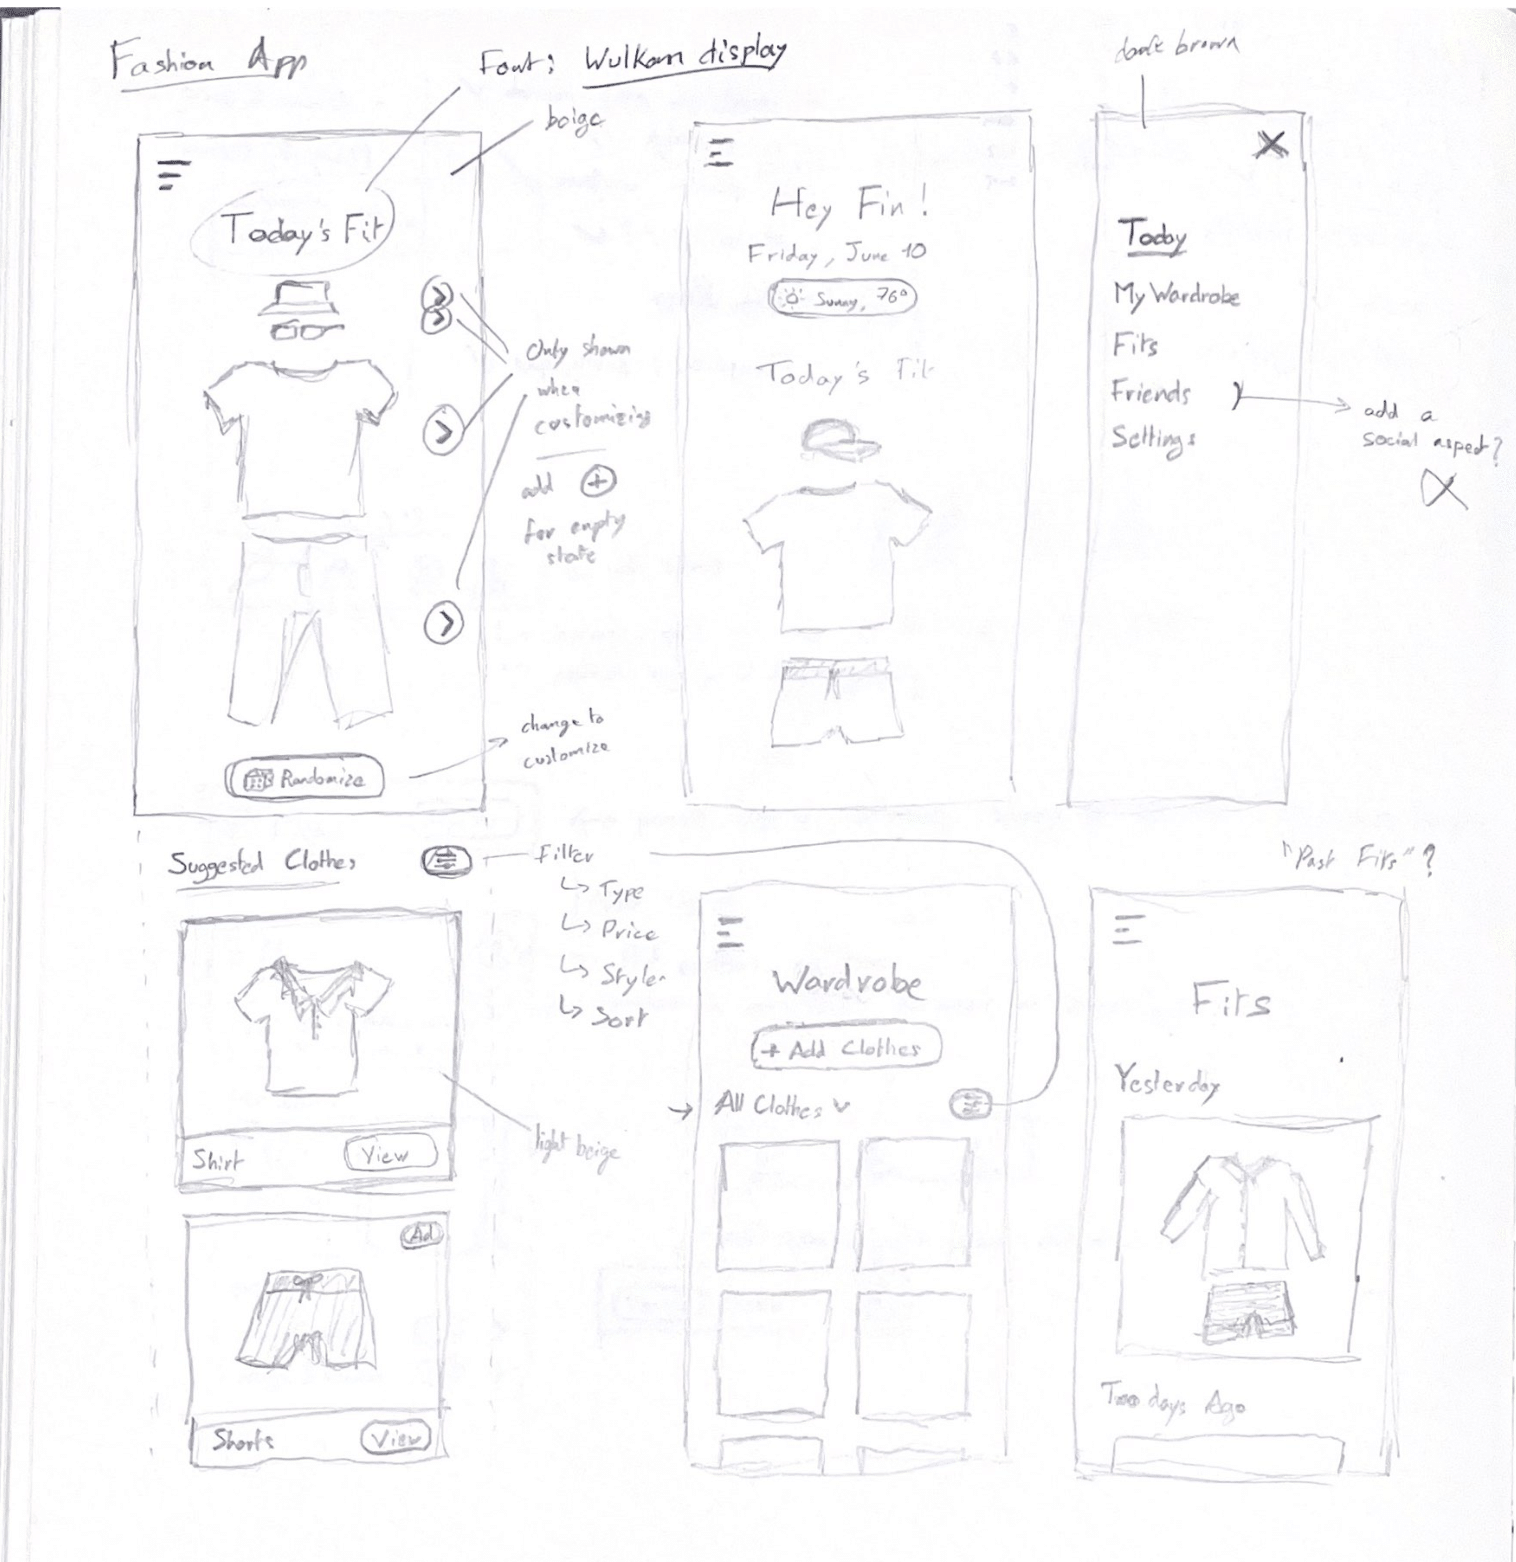 Fashion App
Font: Wulkan display
beige
dark brown
Today's Fit
Only shown
when
customizing
add +
for empty
state
Randomize
change to
customize
Hey Fin!
Friday, June 10
Sunny, 76°
Today's Fit
Today
My Wardrobe
Fits
Friends
Settings
add a
social aspect?
Suggested Clothes
Filter
Type
Price
Style
Sort
Shirt
View
light beige
Ad
Shorts
View
Wardrobe
+ Add Clothes
All Clothes
"Past Fits"?
Fits
Yesterday
Two days Ago